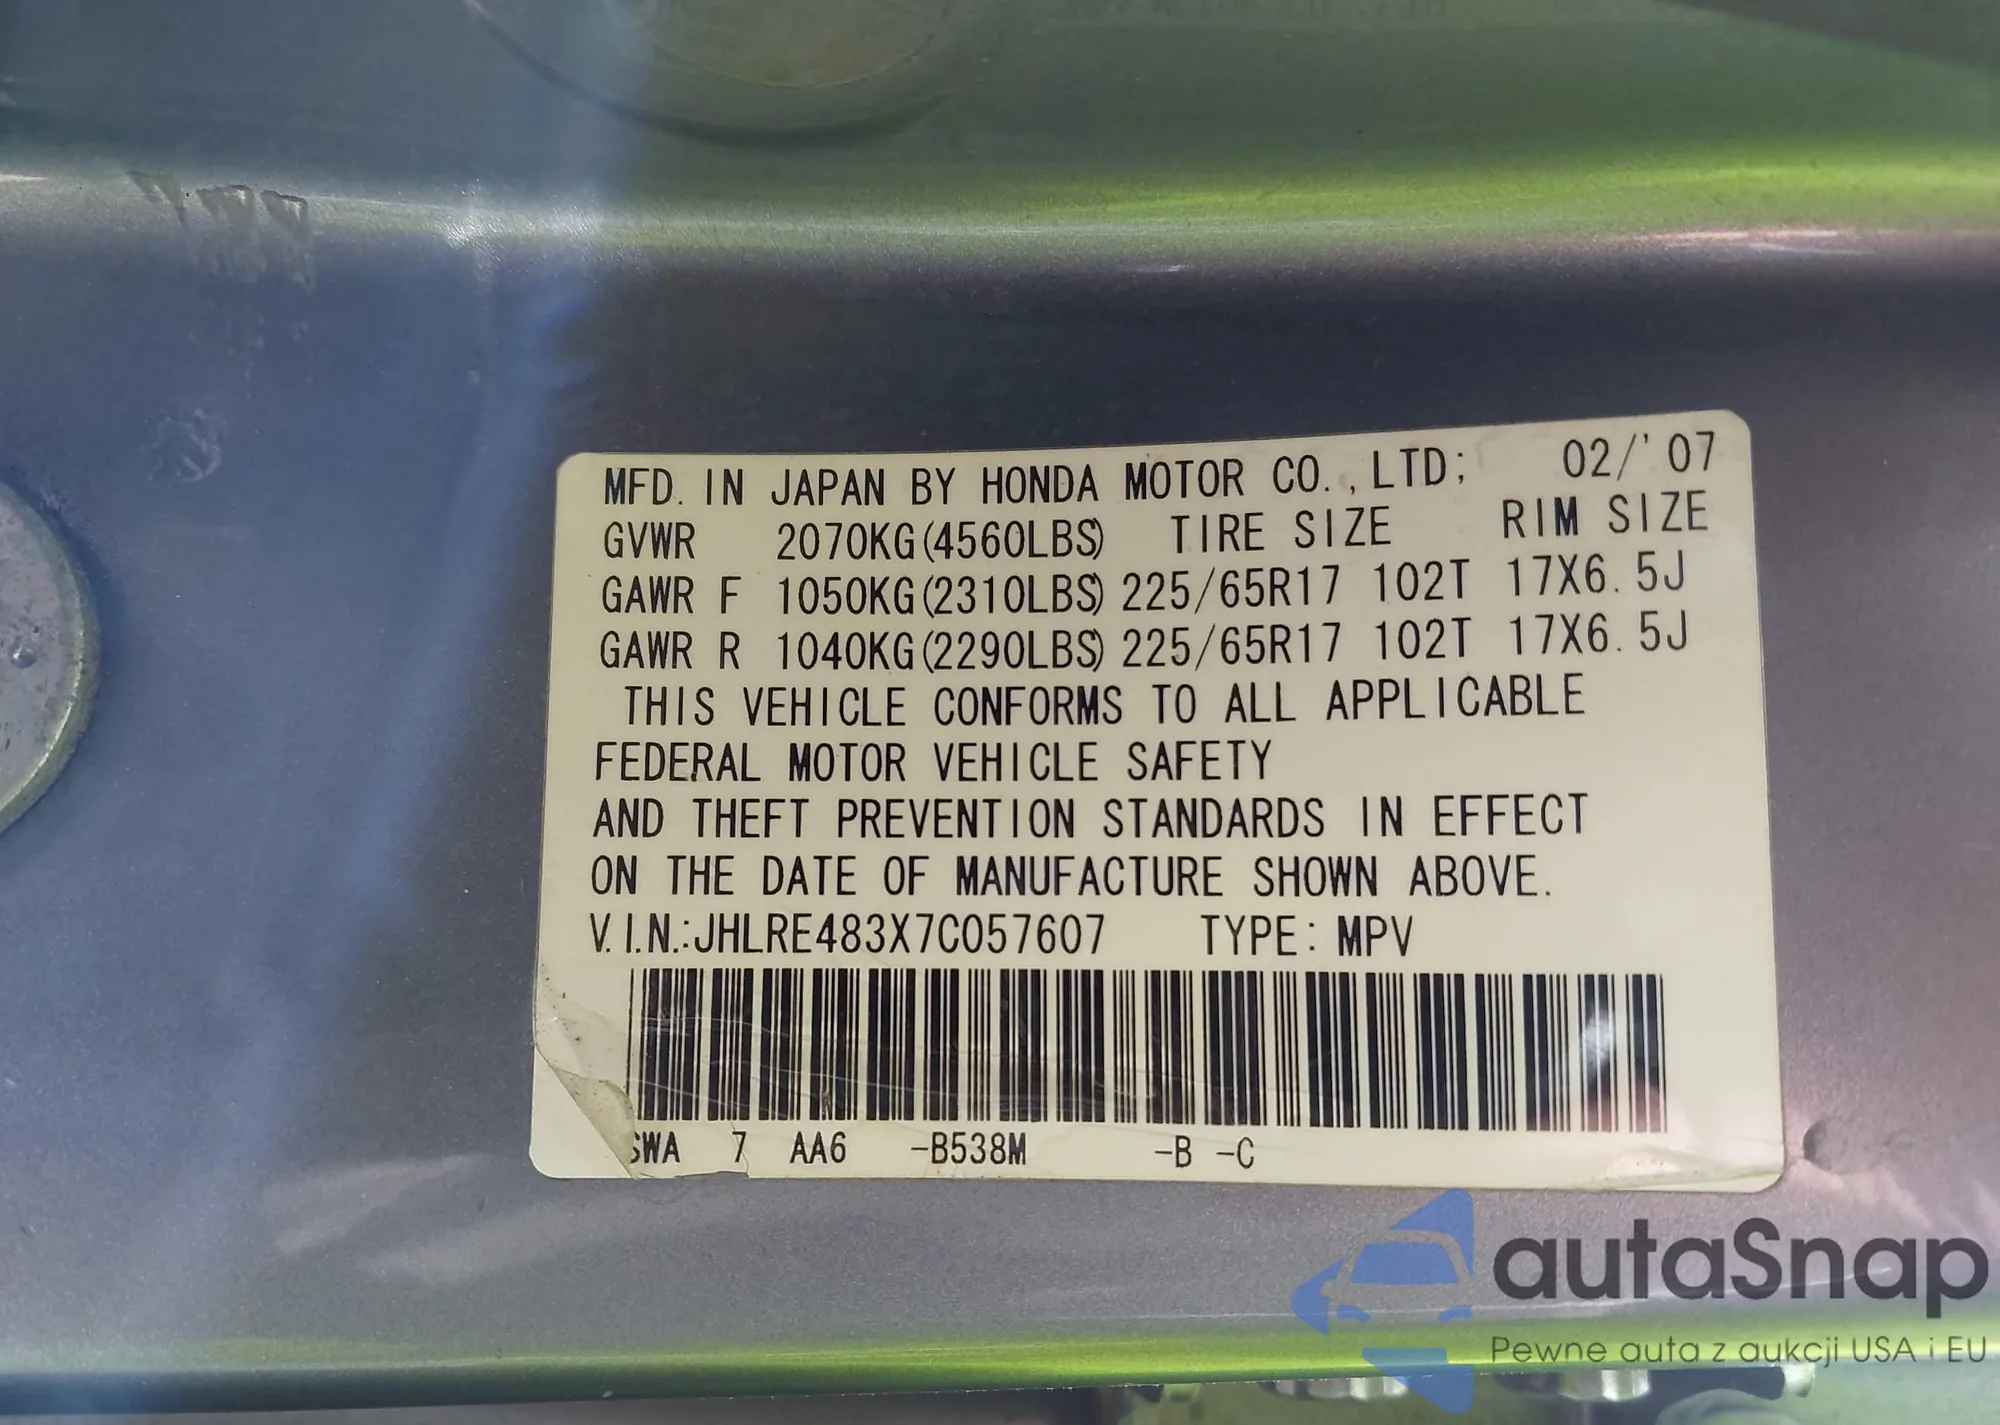 MFD. IN JAPAN BY HONDA MOTOR CO.,LTD; 02/'07
GVWR 2070KG(4560LBS) TIRE SIZE RIM SIZE
GAWR F 1050KG(2310LBS) 225/65R17 102T 17X6.5J
GAWR R 1040KG(2290LBS) 225/65R17 102T 17X6.5J
THIS VEHICLE CONFORMS TO ALL APPLICABLE
FEDERAL MOTOR VEHICLE SAFETY
AND THEFT PREVENTION STANDARDS IN EFFECT
ON THE DATE OF MANUFACTURE SHOWN ABOVE.
V.I.N.:JHLRE483X7C057607 TYPE: MPV
SWA 7 AA6 -B538M -B -C
autaSnap
Pewne auta z aukcji USA i EU